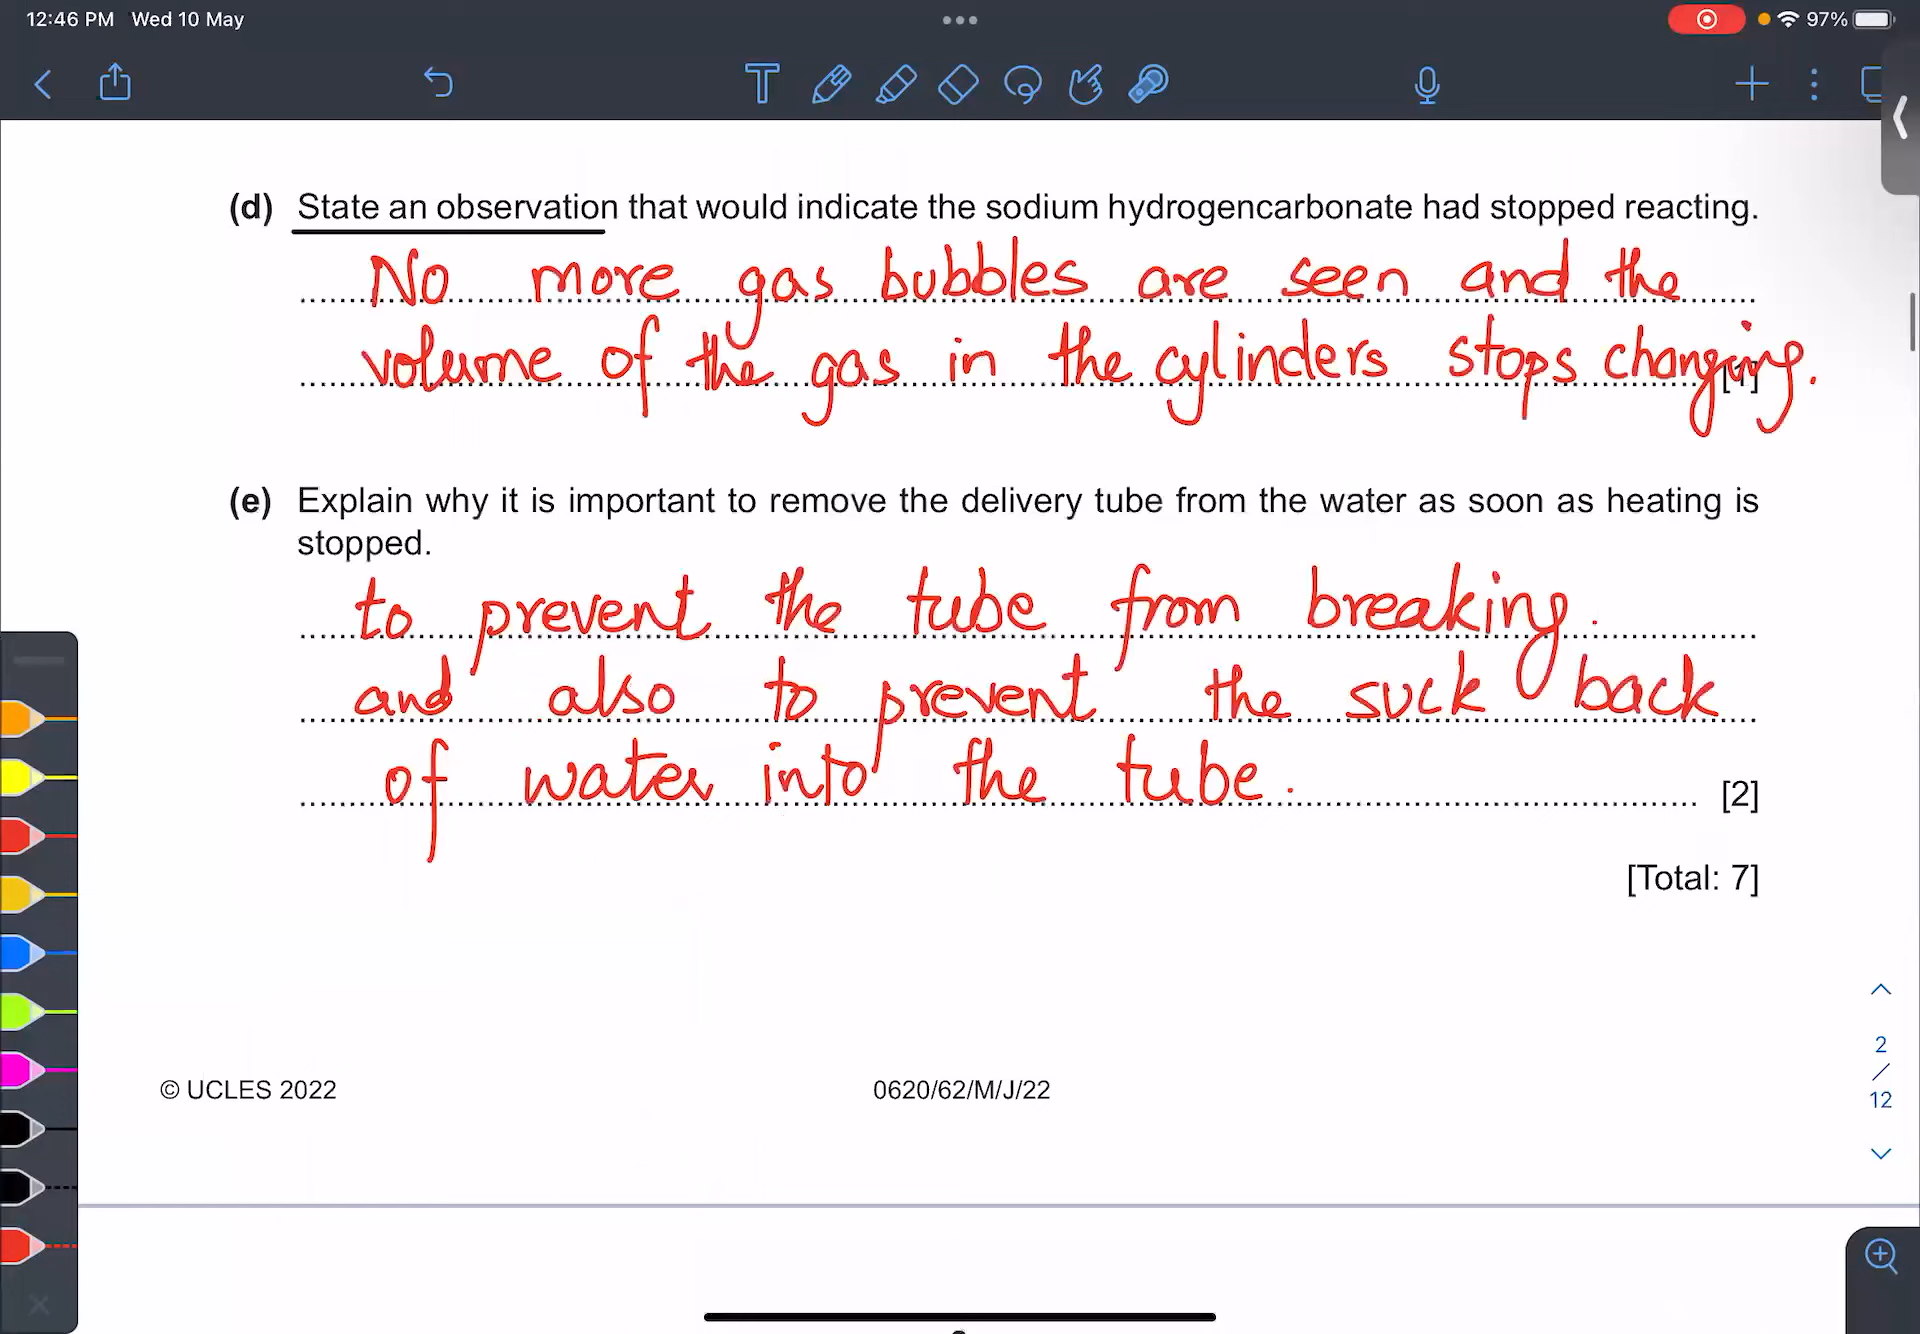 12:46 PM Wed 10 May
97%
(d) State an observation that would indicate the sodium hydrogencarbonate had stopped reacting.
No more gas bubbles are seen and the
volume of the gas in the cylinders stops changing.
[1]
(e) Explain why it is important to remove the delivery tube from the water as soon as heating is
stopped.
to prevent the tube from breaking.
and also to prevent the suck back
of water into the tube.
[2]
[Total: 7]
© UCLES 2022
0620/62/M/J/22
2
/
12